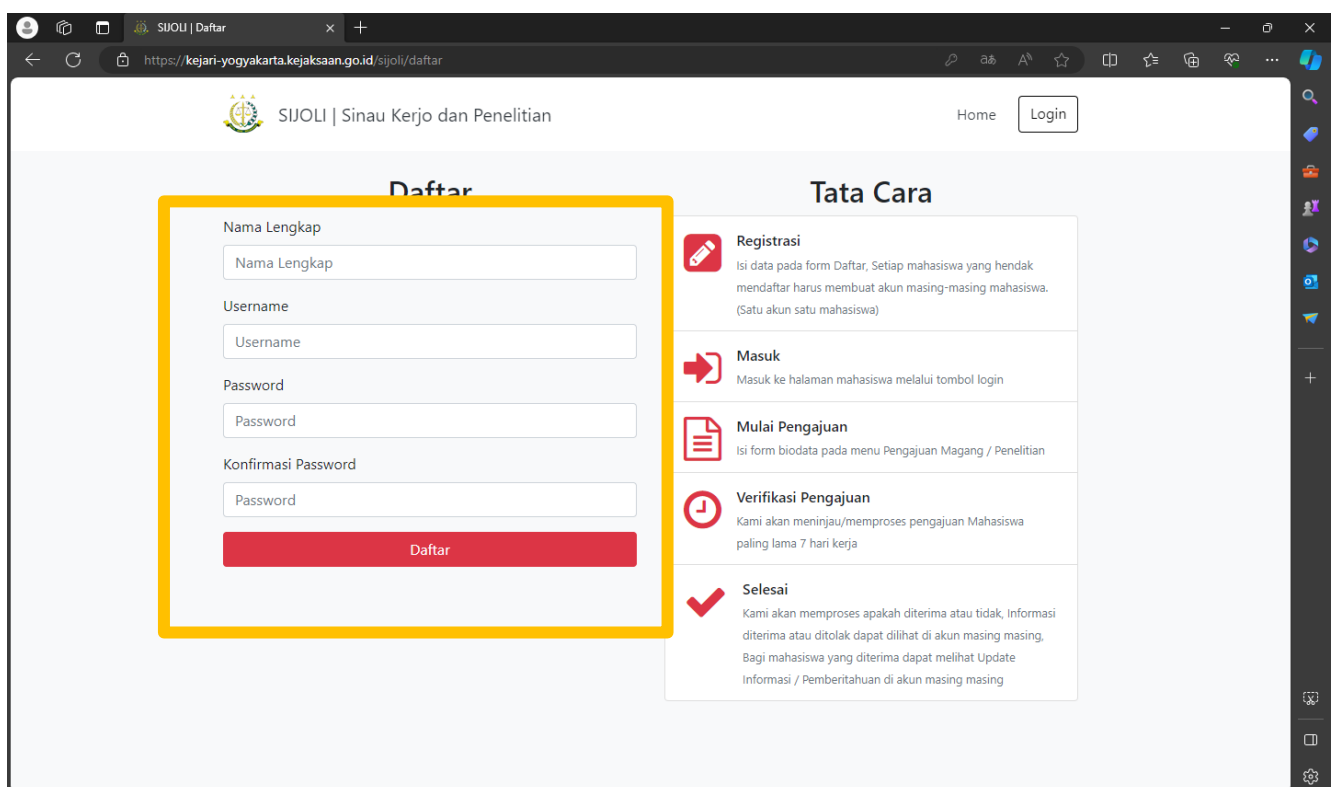 SIJOLI | Daftar
https://kejari-yogyakarta.kejaksaan.go.id/sijoli/daftar
SIJOLI | Sinau Kerjo dan Penelitian
Home
Login
Daftar
Nama Lengkap
Nama Lengkap
Username
Username
Password
Password
Konfirmasi Password
Password
Daftar
Tata Cara
Registrasi
Isi data pada form Daftar, Setiap mahasiswa yang hendak
mendaftar harus membuat akun masing-masing mahasiswa.
(Satu akun satu mahasiswa)
Masuk
Masuk ke halaman mahasiswa melalui tombol login
Mulai Pengajuan
Isi form biodata pada menu Pengajuan Magang / Penelitian
Verifikasi Pengajuan
Kami akan meninjau/memproses pengajuan Mahasiswa
paling lama 7 hari kerja
Selesai
Kami akan memproses apakah diterima atau tidak, Informasi
diterima atau ditolak dapat dilihat di akun masing masing,
Bagi mahasiswa yang diterima dapat melihat Update
Informasi / Pemberitahuan di akun masing masing